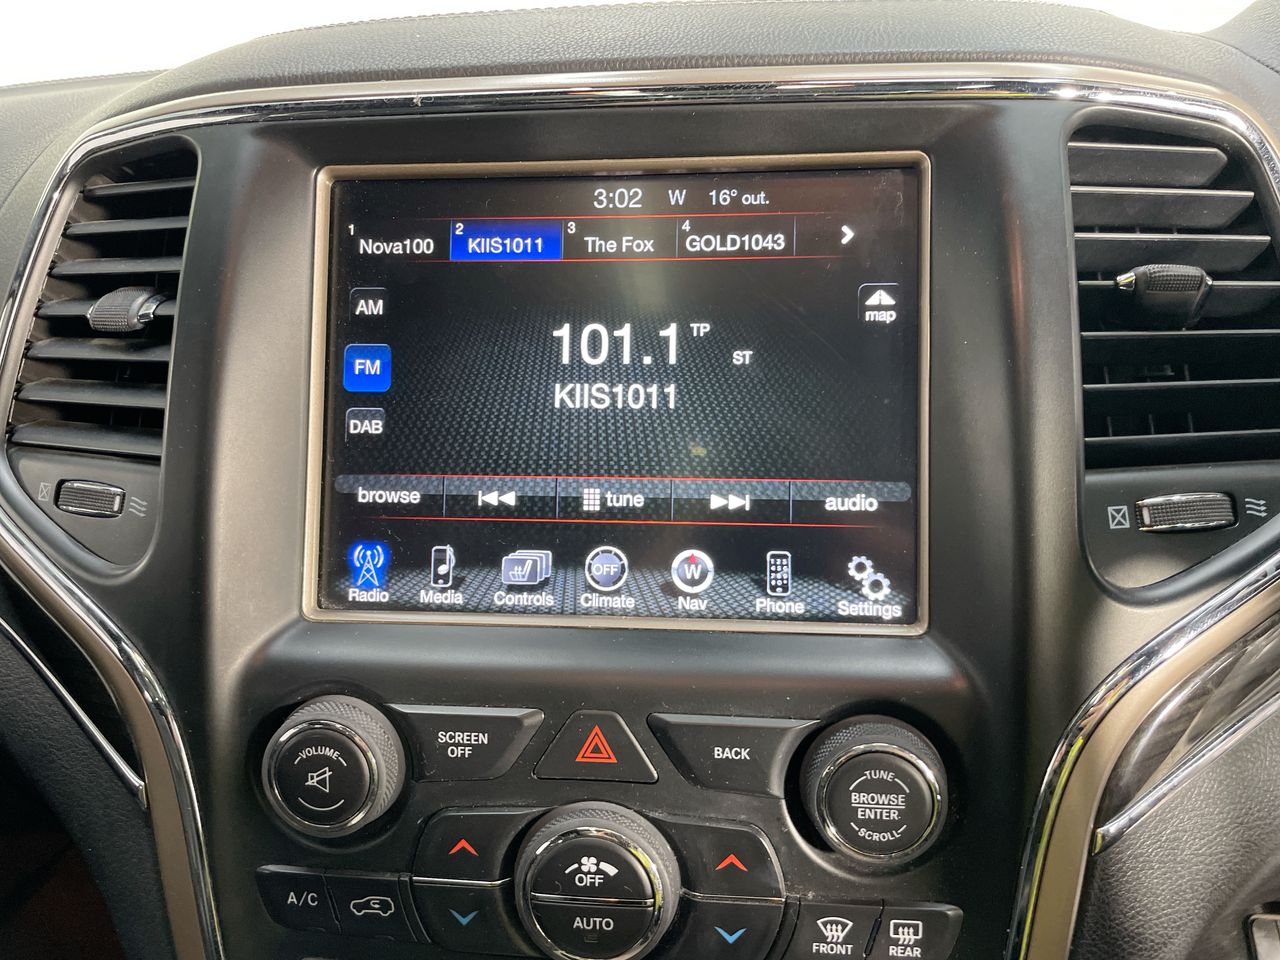 3:02 W 16° out.
1 Nova100 2 KIIS1011 3 The Fox 4 GOLD1043
AM
map
101.1 TP
ST
FM
KIIS1011
DAB
browse tune audio
OFF W
Radio Media Controls Climate Nav Phone Settings
VOLUME
SCREEN
OFF
BACK
TUNE
BROWSE
ENTER
SCROLL
OFF
AUTO
A/C
FRONT
REAR